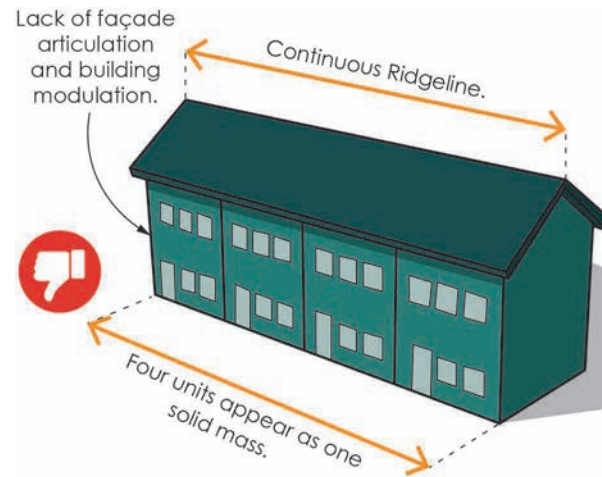 Lack of façade
articulation
and building
modulation.
Continuous Ridgeline.
Four units appear as one
solid mass.